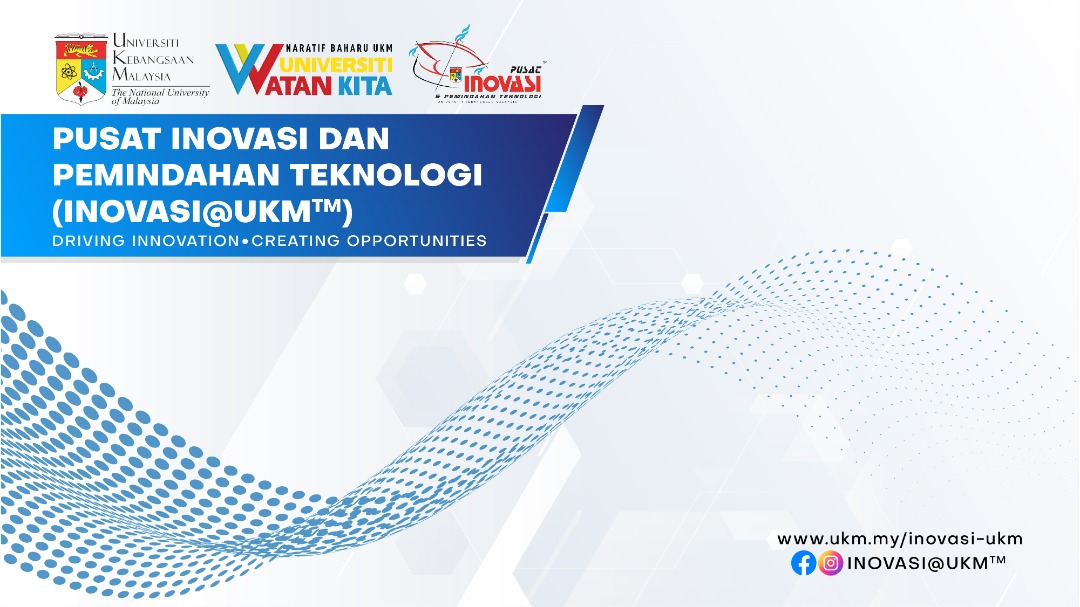 UNIVERSITI
KEBANGSAAN
MALAYSIA
The National University
of Malaysia
NARATIF BAHARU UKM
UNIVERSITI
WATAN KITA
PUSAT
INOVASI
& PEMINDAHAN TEKNOLOGI
PUSAT INOVASI DAN
PEMINDAHAN TEKNOLOGI
(INOVASI@UKM™)
DRIVING INNOVATION•CREATING OPPORTUNITIES
www.ukm.my/inovasi-ukm
INOVASI@UKM™